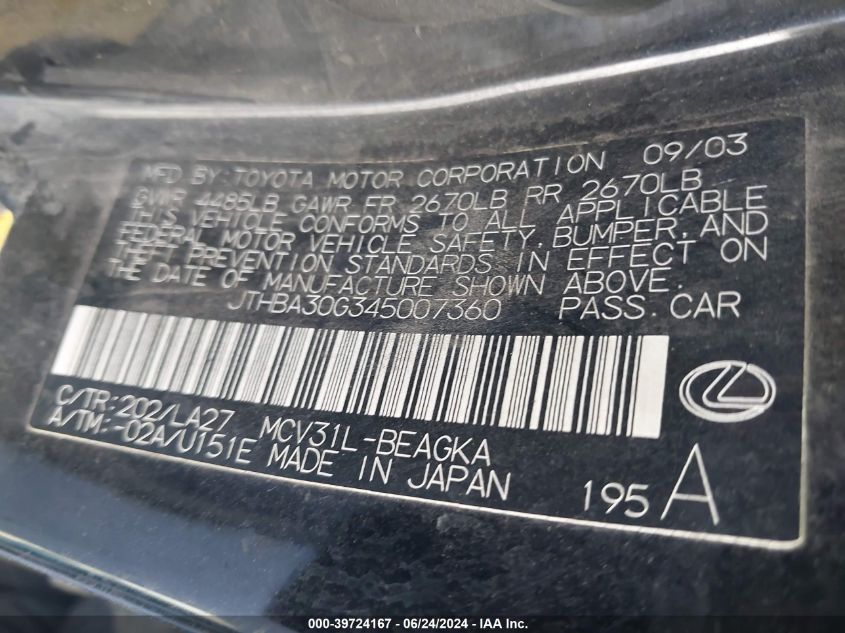 MFD BY: TOYOTA MOTOR CORPORATION 09/03
GVWR 4485LB GAWR FR 2670LB RR 2670LB
THIS VEHICLE CONFORMS TO ALL APPLICABLE
FEDERAL MOTOR VEHICLE SAFETY, BUMPER, AND
THEFT PREVENTION STANDARDS IN EFFECT ON
THE DATE OF MANUFACTURE SHOWN ABOVE.
JTHBA30G345007360 PASS. CAR
C/TR: 202/LA27 MCV31L-BEAGKA
A/TM: -02A/U151E MADE IN JAPAN
195 A
000-39724167 - 06/24/2024 - IAA Inc.